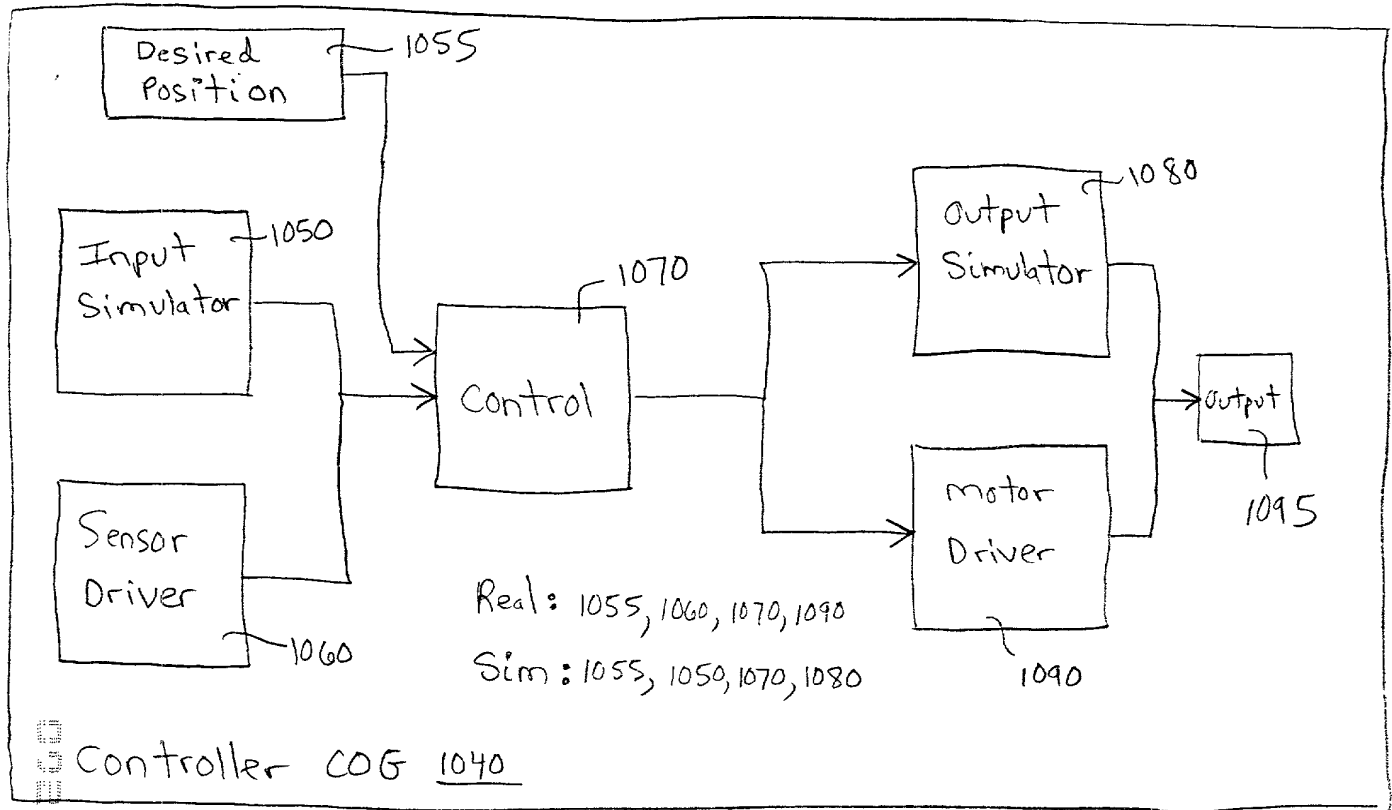 Desired
Position
1055
Input
Simulator
1050
Sensor
Driver
1060
Control
1070
Output
Simulator
1080
Motor
Driver
1090
Output
1095
Real: 1055, 1060, 1070, 1090
Sim: 1055, 1050, 1070, 1080
Controller COG 1040